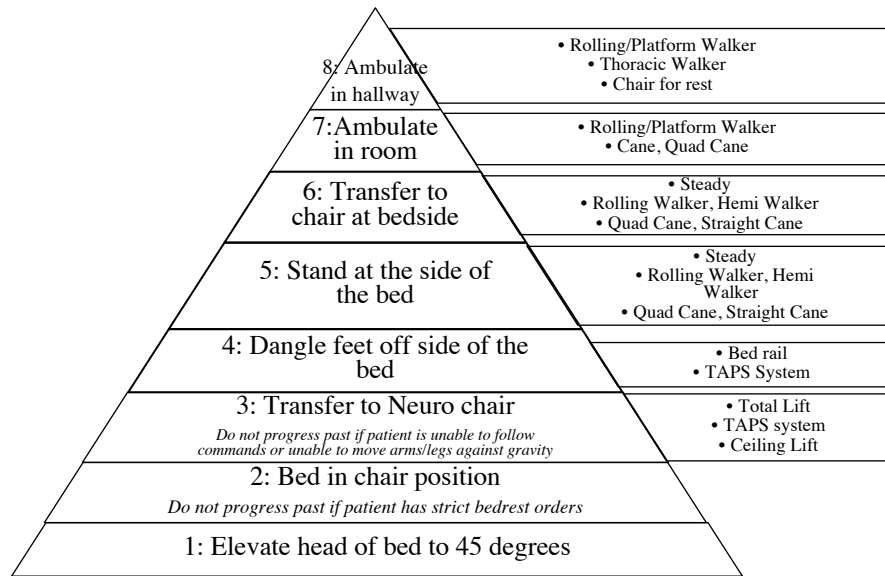 8: Ambulate
in hallway
• Rolling/Platform Walker
• Thoracic Walker
• Chair for rest
7:Ambulate
in room
• Rolling/Platform Walker
• Cane, Quad Cane
6: Transfer to
chair at bedside
• Steady
• Rolling Walker, Hemi Walker
• Quad Cane, Straight Cane
5: Stand at the side of
the bed
• Steady
• Rolling Walker, Hemi
Walker
• Quad Cane, Straight Cane
4: Dangle feet off side of the
bed
• Bed rail
• TAPS System
3: Transfer to Neuro chair
Do not progress past if patient is unable to follow
commands or unable to move arms/legs against gravity
• Total Lift
• TAPS system
• Ceiling Lift
2: Bed in chair position
Do not progress past if patient has strict bedrest orders
1: Elevate head of bed to 45 degrees